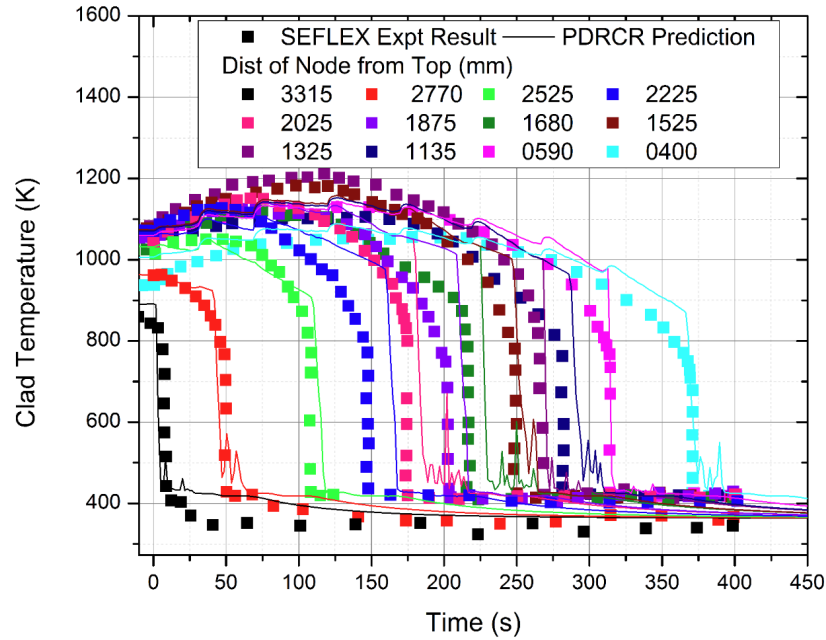 1600
1400
1200
1000
800
600
400
Clad Temperature (K)
SEFLEX Expt Result PDRCR Prediction
Dist of Node from Top (mm)
3315 2770 2525 2225
2025 1875 1680 1525
1325 1135 0590 0400
0 50 100 150 200 250 300 350 400 450
Time (s)